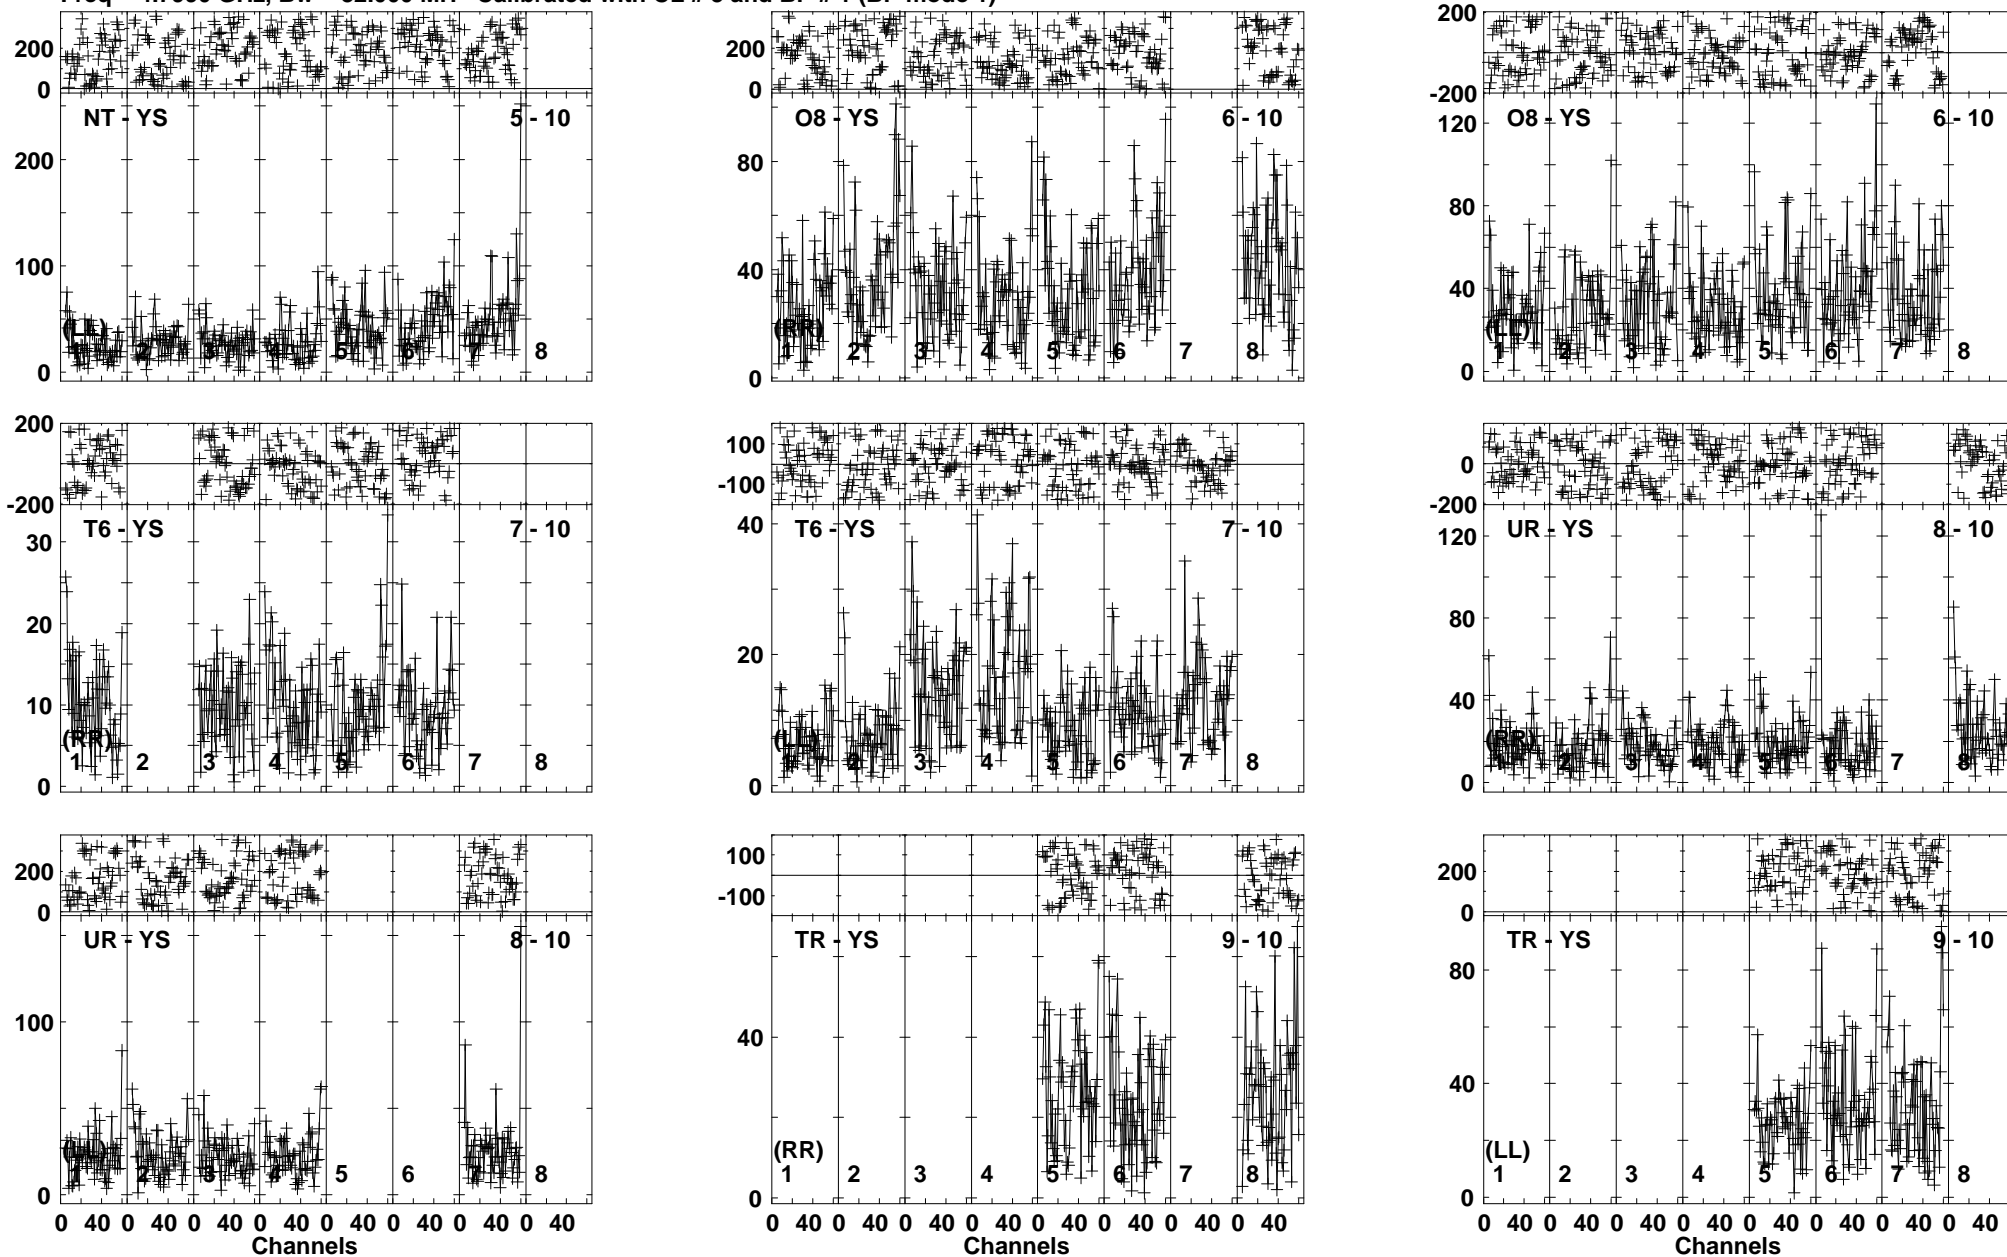 200 200 200
0 0 -200
NT - YS 5 - 10 O8 - YS 6 - 10 O8 - YS 6 - 10
200 100 0
80 40 0
120 80 40 0
(LL) (RR) (LL)
1 2 3 4 5 6 7 8 1 2 3 4 5 6 7 8 1 2 3 4 5 6 7 8
200 -200 100 -100 0 -200
T6 - YS 7 - 10 T6 - YS 7 - 10 UR - YS 8 - 10
30 20 10 0
40 20 0
120 80 40 0
(RR) (LL) (RR)
1 2 3 4 5 6 7 8 1 2 3 4 5 6 7 8 1 2 3 4 5 6 7 8
200 0 100 -100 200 0
UR - YS 8 - 10 TR - YS 9 - 10 TR - YS 9 - 10
100 0
40 0
80 40 0
(RR) (LL)
1 2 3 4 5 6 7 8 1 2 3 4 5 6 7 8 1 2 3 4 5 6 7 8
0 40 0 40 0 40 0 40 0 40 0 40 0 40 0 40 0 40 0 40 0 40 0 40 0 40 0 40 0 40 0 40 0 40 0 40 0 40 0 40 0 40 0 40 0 40 0 40
Channels Channels Channels